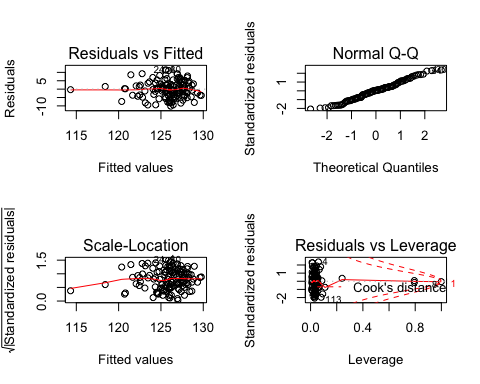 Residuals vs Fitted
Residuals
5
-10
115 120 125 130
Fitted values
Normal Q-Q
Standardized residuals
1
-2
-2 -1 0 1 2
Theoretical Quantiles
Scale-Location
√|Standardized residuals|
1.5
0.0
115 120 125 130
Fitted values
Residuals vs Leverage
Standardized residuals
1
-2
4
113
Cook's distance
1
0.0 0.4 0.8
Leverage